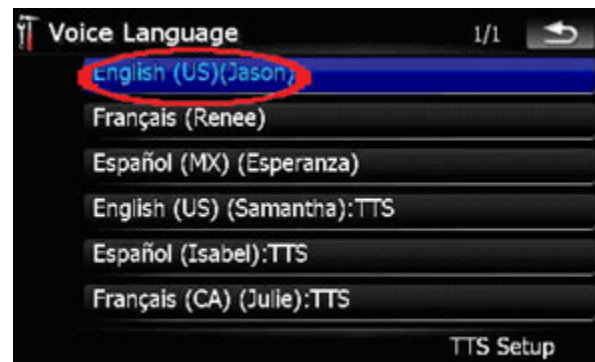 Voice Language 1/1
English (US)(Jason)
Français (Renee)
Español (MX) (Esperanza)
English (US) (Samantha):TTS
Español (Isabel):TTS
Français (CA) (Julie):TTS
TTS Setup